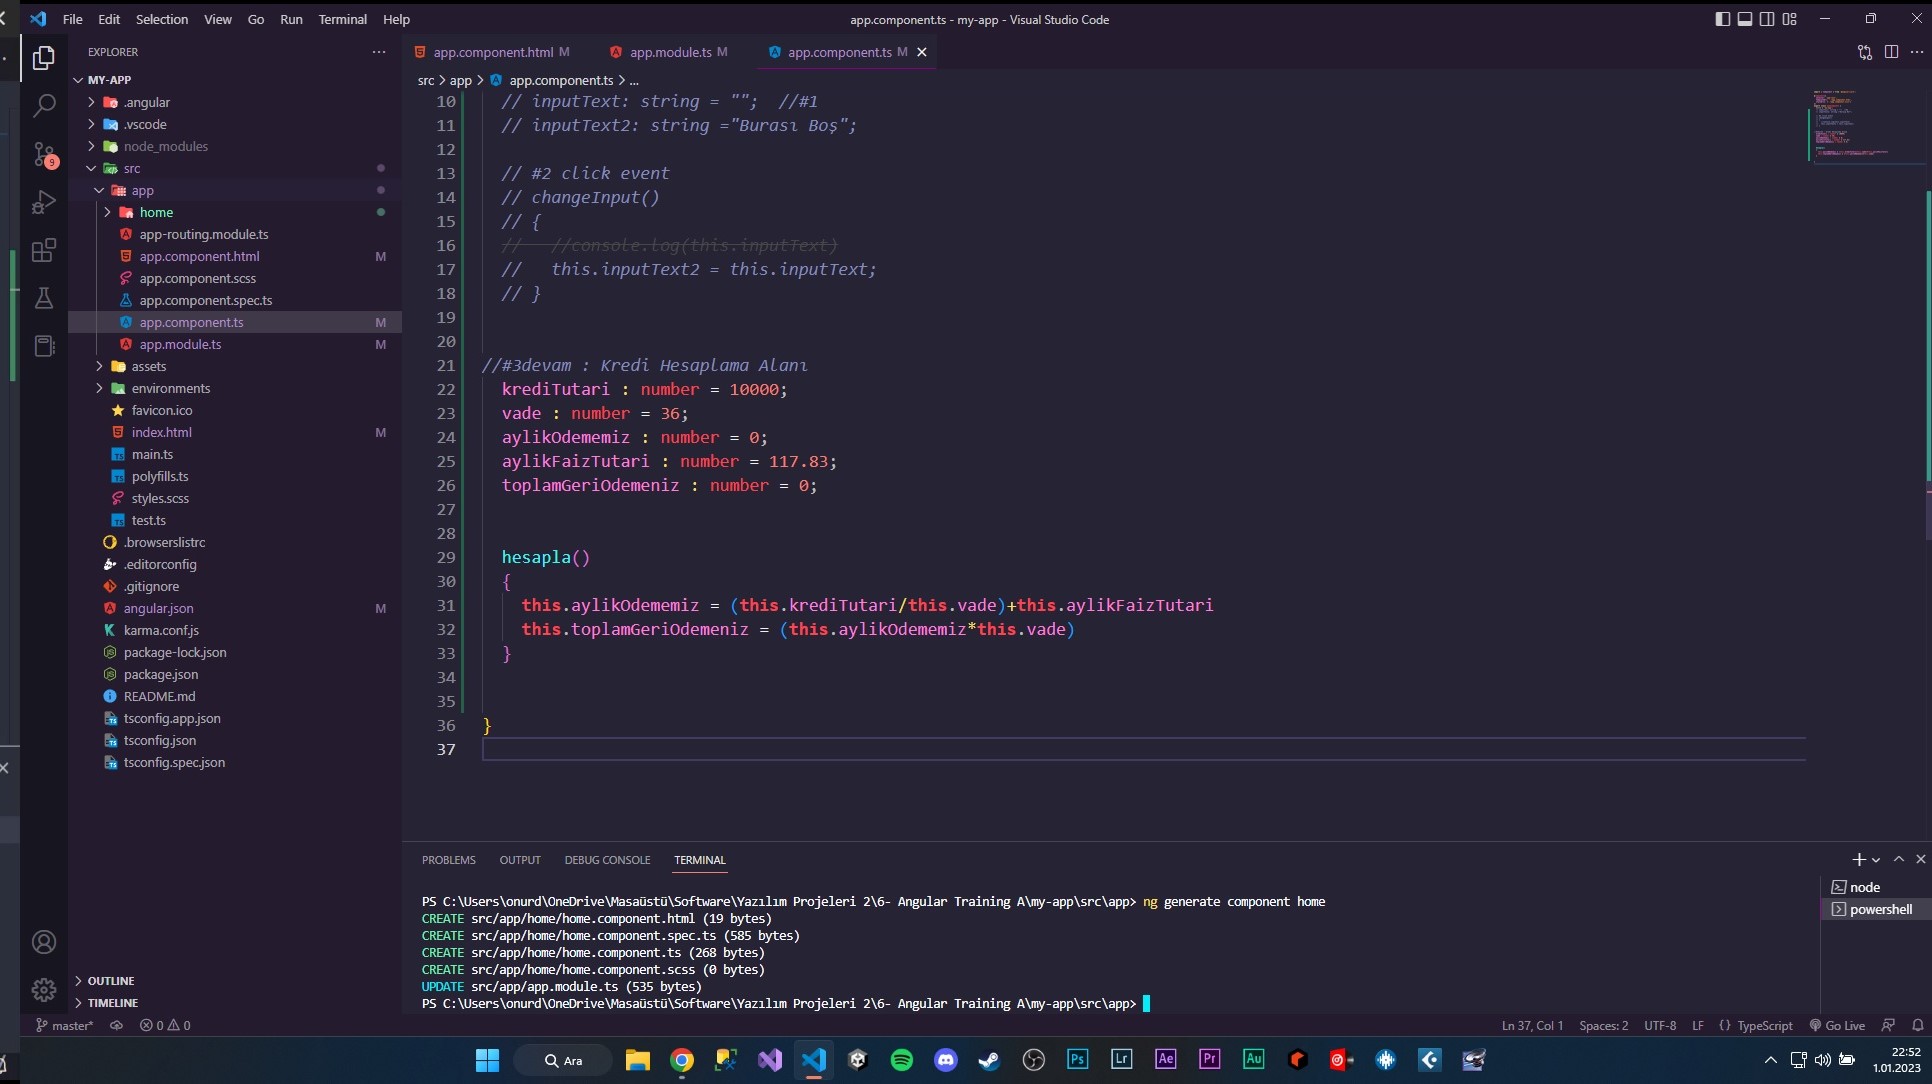 File Edit Selection View Go Run Terminal Help
app.component.ts - my-app - Visual Studio Code
EXPLORER
MY-APP
.angular
.vscode
node_modules
src
app
home
app-routing.module.ts
app.component.html M
app.component.scss
app.component.spec.ts
app.component.ts M
app.module.ts M
assets
environments
favicon.ico
index.html M
main.ts
polyfills.ts
styles.scss
test.ts
.browserslistrc
.editorconfig
.gitignore
angular.json M
karma.conf.js
package-lock.json
package.json
README.md
tsconfig.app.json
tsconfig.json
tsconfig.spec.json
OUTLINE
TIMELINE
9
app.component.html M app.module.ts M app.component.ts M
src > app > app.component.ts > ...
10 // inputText: string = ""; //#1
11 // inputText2: string ="Burası Boş";
12
13 // #2 click event
14 // changeInput()
15 // {
16 // //console.log(this.inputText)
17 // this.inputText2 = this.inputText;
18 // }
19
20
21 //#3devam : Kredi Hesaplama Alanı
22 krediTutari : number = 10000;
23 vade : number = 36;
24 aylikOdememiz : number = 0;
25 aylikFaizTutari : number = 117.83;
26 toplamGeriOdemeniz : number = 0;
27
28
29 hesapla()
30 {
31 this.aylikOdememiz = (this.krediTutari/this.vade)+this.aylikFaizTutari
32 this.toplamGeriOdemeniz = (this.aylikOdememiz*this.vade)
33 }
34
35
36 }
37
PROBLEMS OUTPUT DEBUG CONSOLE TERMINAL
PS C:\Users\onurd\OneDrive\Masaüstü\Software\Yazılım Projeleri 2\6- Angular Training A\my-app\src\app> ng generate component home
CREATE src/app/home/home.component.html (19 bytes)
CREATE src/app/home/home.component.spec.ts (585 bytes)
CREATE src/app/home/home.component.ts (268 bytes)
CREATE src/app/home/home.component.scss (0 bytes)
UPDATE src/app/app.module.ts (535 bytes)
PS C:\Users\onurd\OneDrive\Masaüstü\Software\Yazılım Projeleri 2\6- Angular Training A\my-app\src\app>
node
powershell
master* 0 0
Ln 37, Col 1 Spaces: 2 UTF-8 LF {} TypeScript Go Live
Ara
Ps Lr Ae Pr Au
22:52
1.01.2023